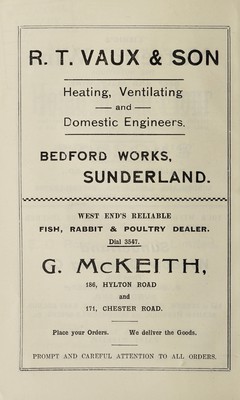 R. T. VAUX & SON
Heating, Ventilating
— and —
Domestic Engineers.
BEDFORD WORKS,
SUNDERLAND.
WEST END'S RELIABLE
FISH, RABBIT & POULTRY DEALER.
Dial 3547.
G. McKEITH,
186, HYLTON ROAD
and
171, CHESTER ROAD.
Place your Orders. We deliver the Goods.
PROMPT AND CAREFUL ATTENTION TO ALL ORDERS.